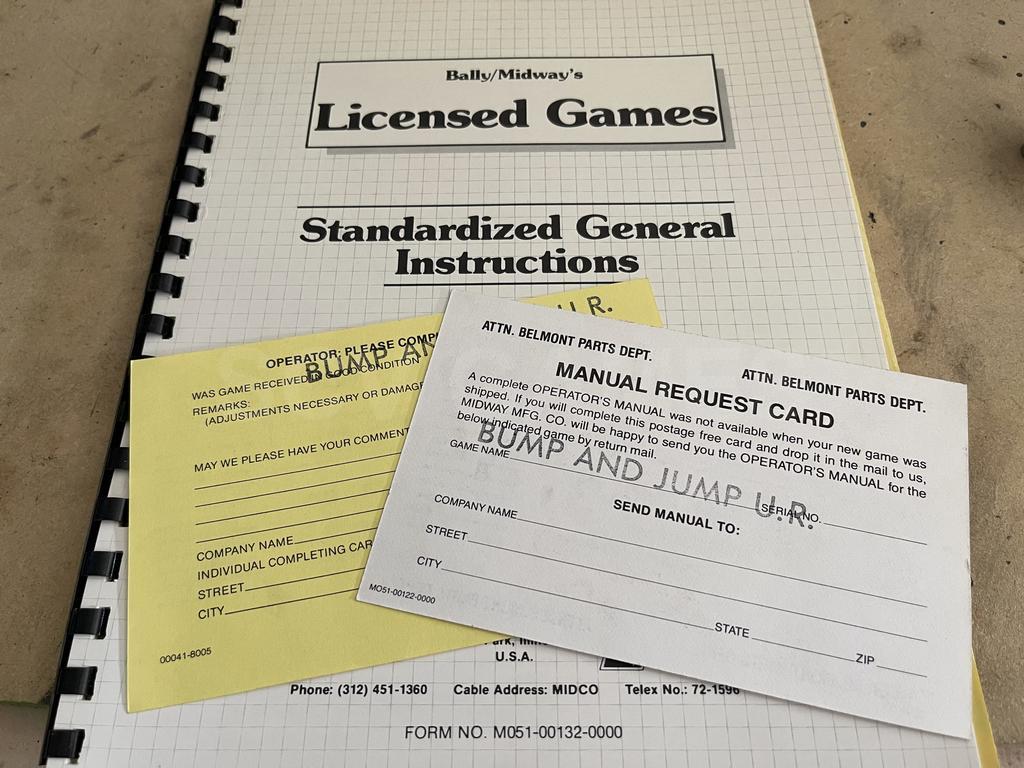 Bally/Midway's
Licensed Games
Standardized General
Instructions
OPERATOR: PLEASE COMP
BUMP AN U.R.
WAS GAME RECEIVED IN GOOD CONDITION
REMARKS:
(ADJUSTMENTS NECESSARY OR DAMAGE
MAY WE PLEASE HAVE YOUR COMMENT
COMPANY NAME
INDIVIDUAL COMPLETING CAR
STREET
CITY
00041-8005
ATTN. BELMONT PARTS DEPT.
ATTN. BELMONT PARTS DEPT.
MANUAL REQUEST CARD
A complete OPERATOR'S MANUAL was not available when your new game was
shipped. If you will complete this postage free card and drop it in the mail to us,
MIDWAY MFG. CO. will be happy to send you the OPERATOR'S MANUAL for the
below indicated game by return mail.
GAME NAME BUMP AND JUMP U.R. SERIAL NO.
SEND MANUAL TO:
COMPANY NAME
STREET
CITY STATE ZIP
MO51-00122-0000
U.S.A.
Phone: (312) 451-1360 Cable Address: MIDCO Telex No.: 72-1596
FORM NO. M051-00132-0000